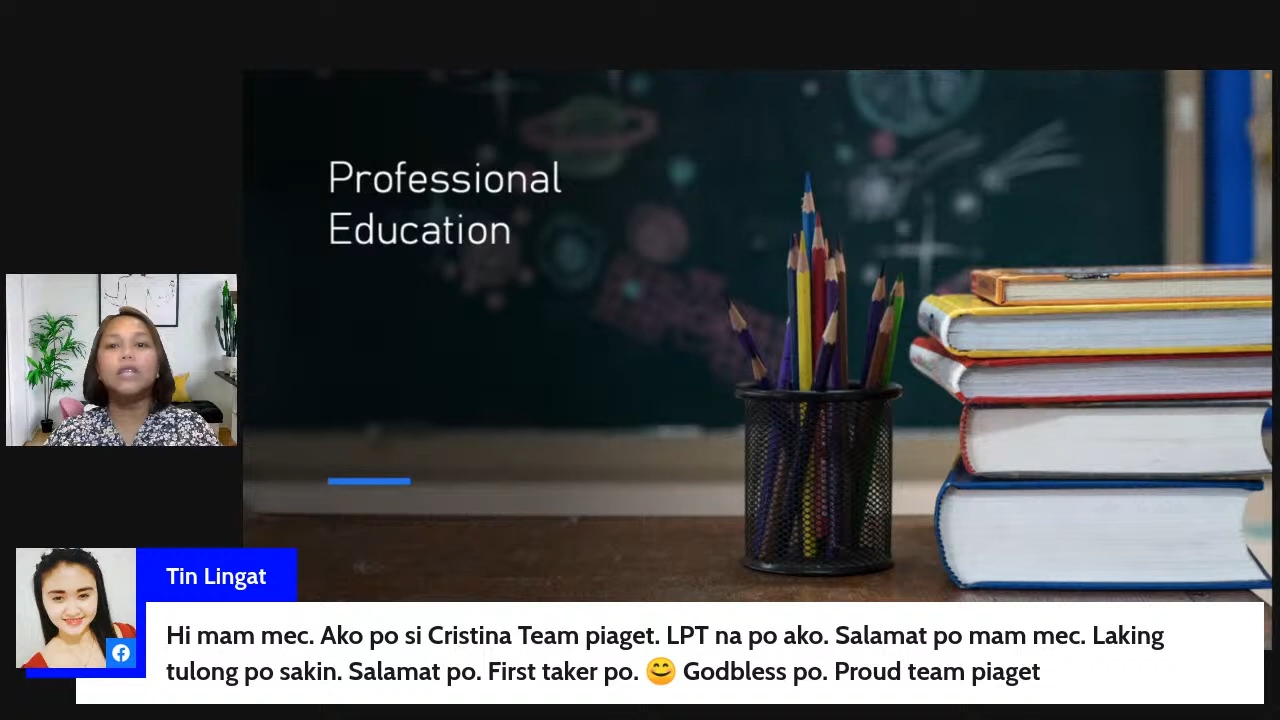 Professional
Education
Tin Lingat
Hi mam mec. Ako po si Cristina Team piaget. LPT na po ako. Salamat po mam mec. Laking
tulong po sakin. Salamat po. First taker po. 😊 Godbless po. Proud team piaget